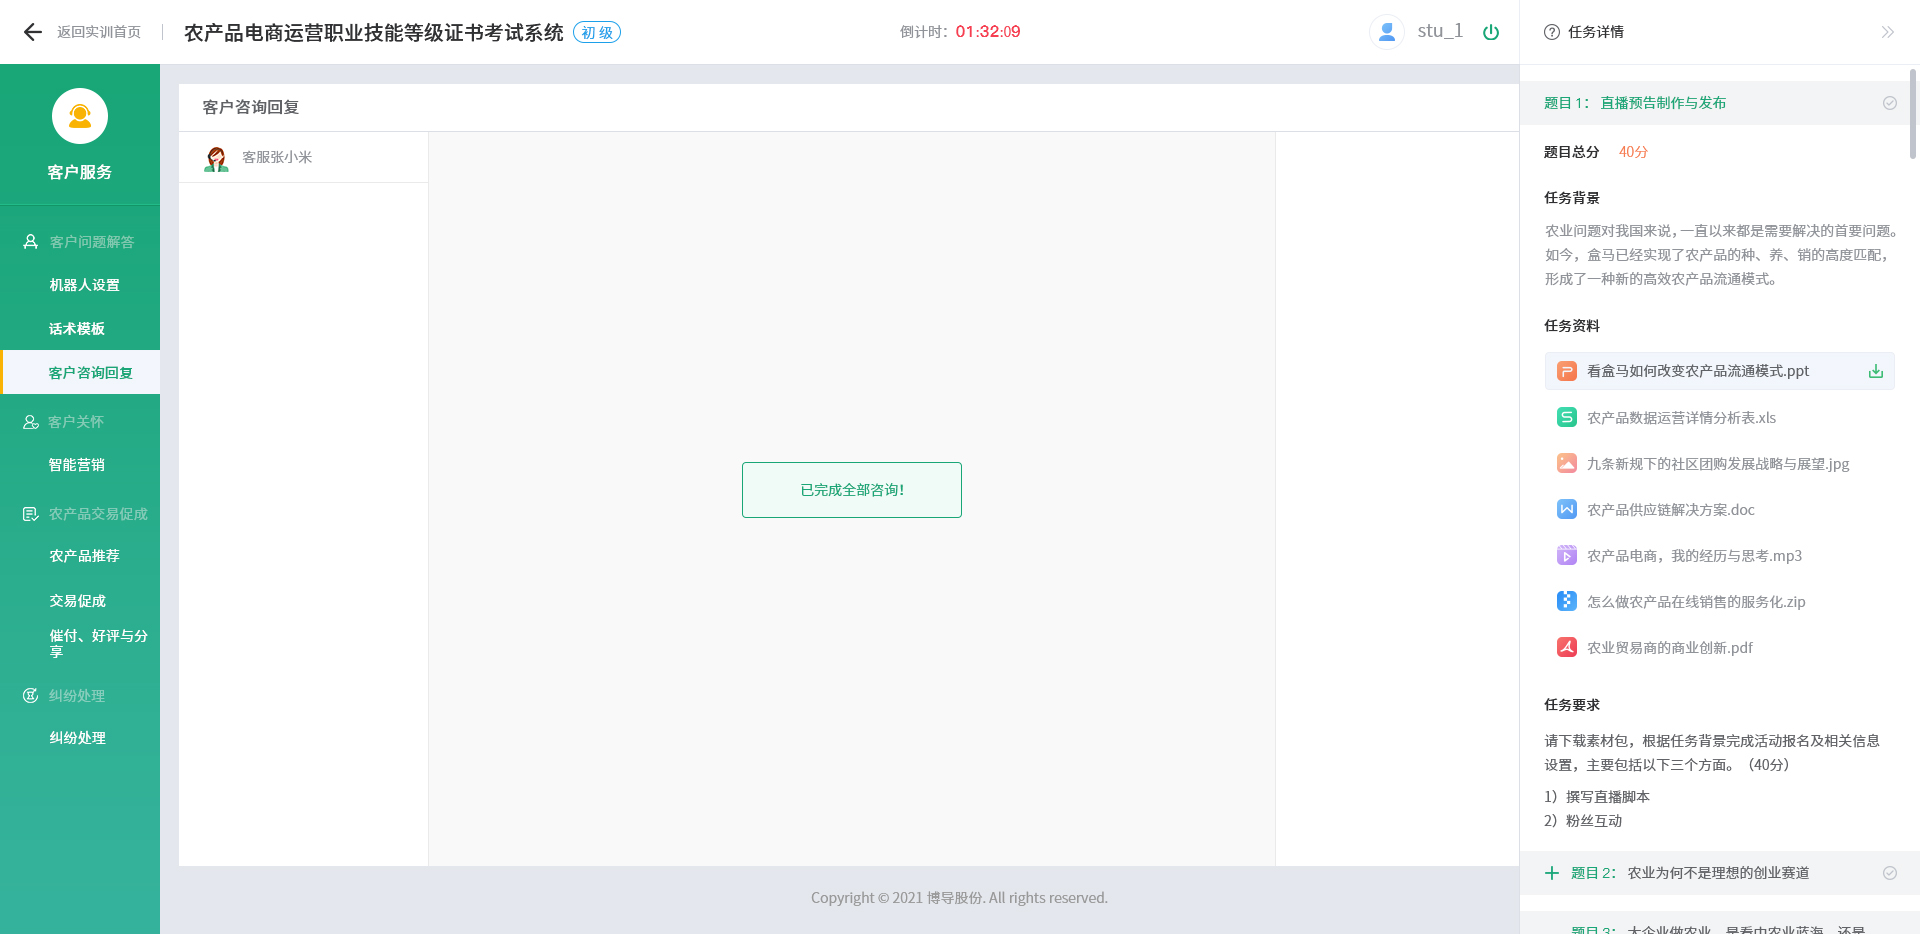 返回实训首页
农产品电商运营职业技能等级证书考试系统
初级
倒计时：01:32:09
stu_1
任务详情
客户服务
客户问题解答
机器人设置
话术模板
客户咨询回复
客户关怀
智能营销
农产品交易促成
农产品推荐
交易促成
催付、好评与分
享
纠纷处理
纠纷处理
客户咨询回复
客服张小米
已完成全部咨询！
Copyright © 2021 博导股份. All rights reserved.
题目 1： 直播预告制作与发布
题目总分 40分
任务背景
农业问题对我国来说，一直以来都是需要解决的首要问题。
如今，盒马已经实现了农产品的种、养、销的高度匹配，
形成了一种新的高效农产品流通模式。
任务资料
看盒马如何改变农产品流通模式.ppt
农产品数据运营详情分析表.xls
九条新规下的社区团购发展战略与展望.jpg
农产品供应链解决方案.doc
农产品电商，我的经历与思考.mp3
怎么做农产品在线销售的服务化.zip
农业贸易商的商业创新.pdf
任务要求
请下载素材包，根据任务背景完成活动报名及相关信息
设置，主要包括以下三个方面。（40分）
1）撰写直播脚本
2）粉丝互动
题目 2： 农业为何不是理想的创业赛道
题目 3： 大企业做农业，是看中农业蓝海，还是